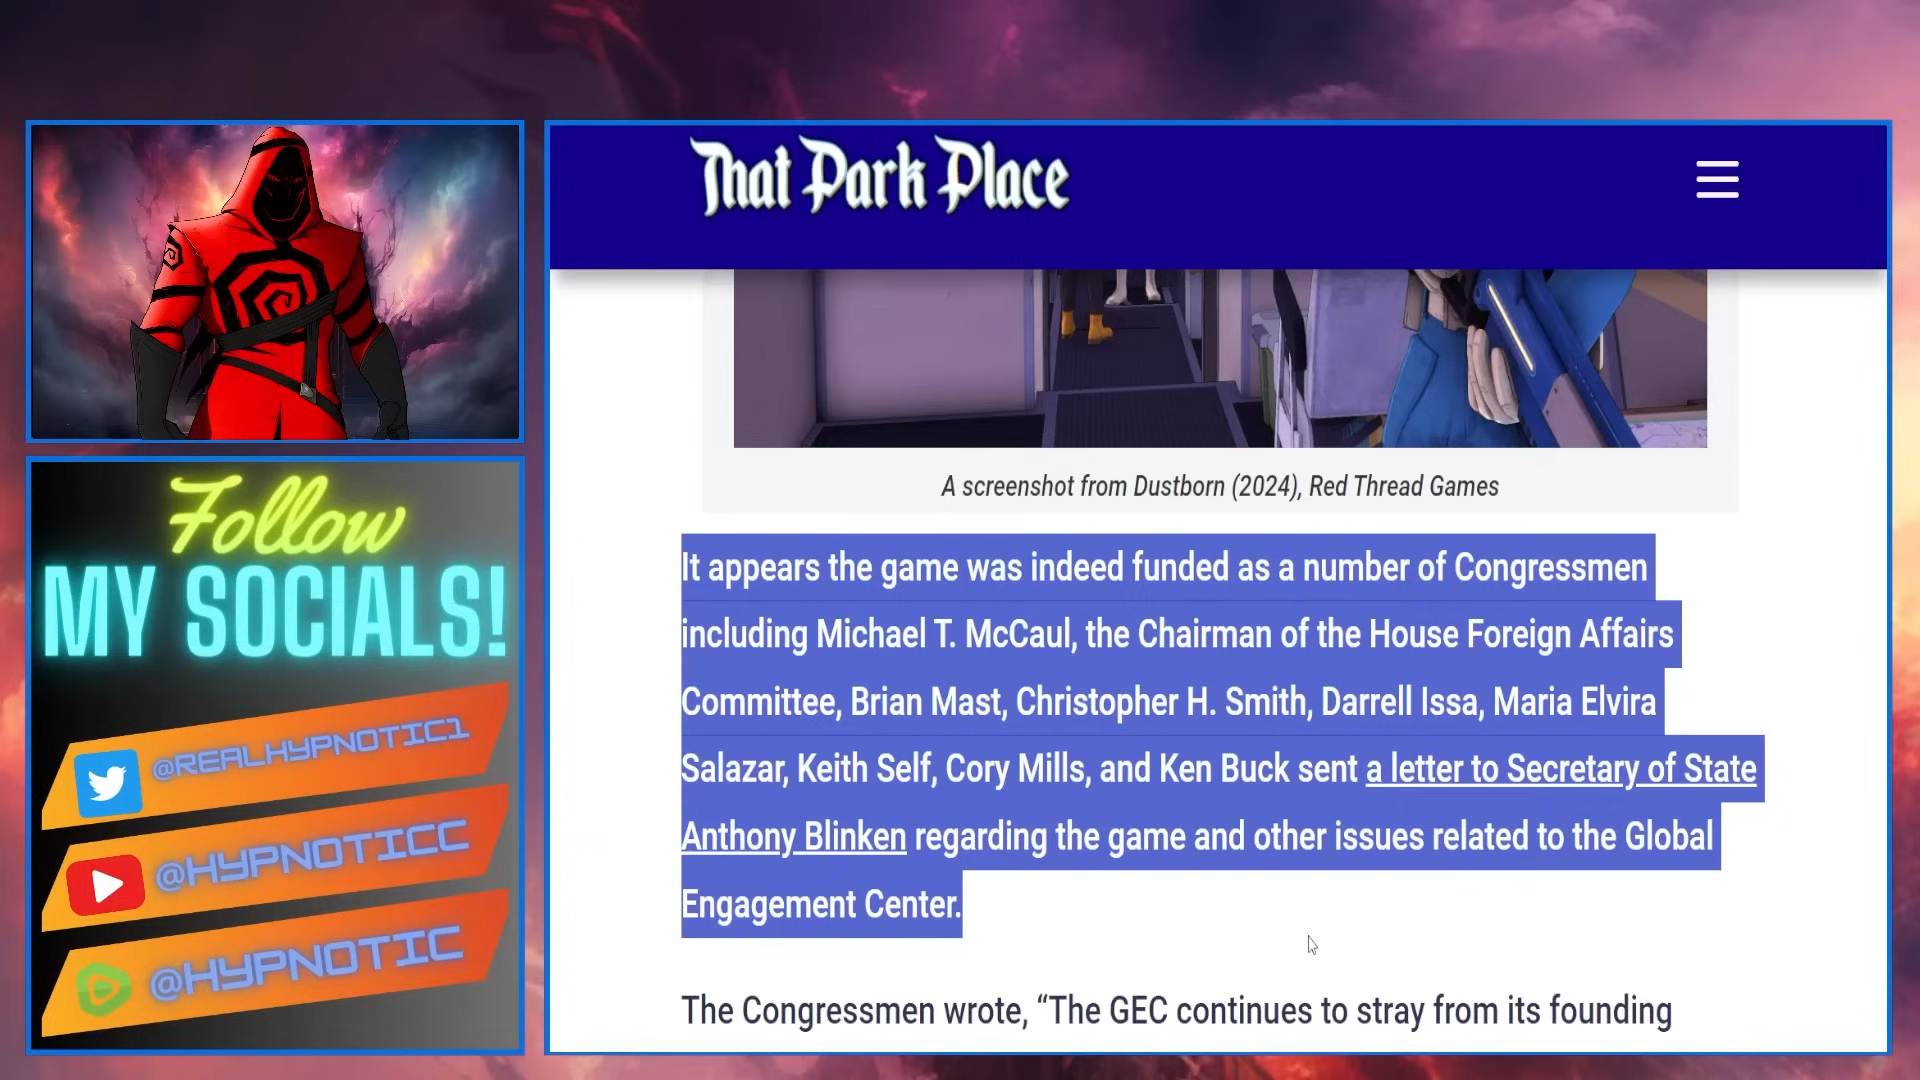 That Park Place
A screenshot from Dustborn (2024), Red Thread Games
It appears the game was indeed funded as a number of Congressmen
including Michael T. McCaul, the Chairman of the House Foreign Affairs
Committee, Brian Mast, Christopher H. Smith, Darrell Issa, Maria Elvira
Salazar, Keith Self, Cory Mills, and Ken Buck sent a letter to Secretary of State
Anthony Blinken regarding the game and other issues related to the Global
Engagement Center.
The Congressmen wrote, “The GEC continues to stray from its founding
Follow
MY SOCIALS!
@REALHYPNOTIC1
@HYPNOTICC
@HYPNOTIC